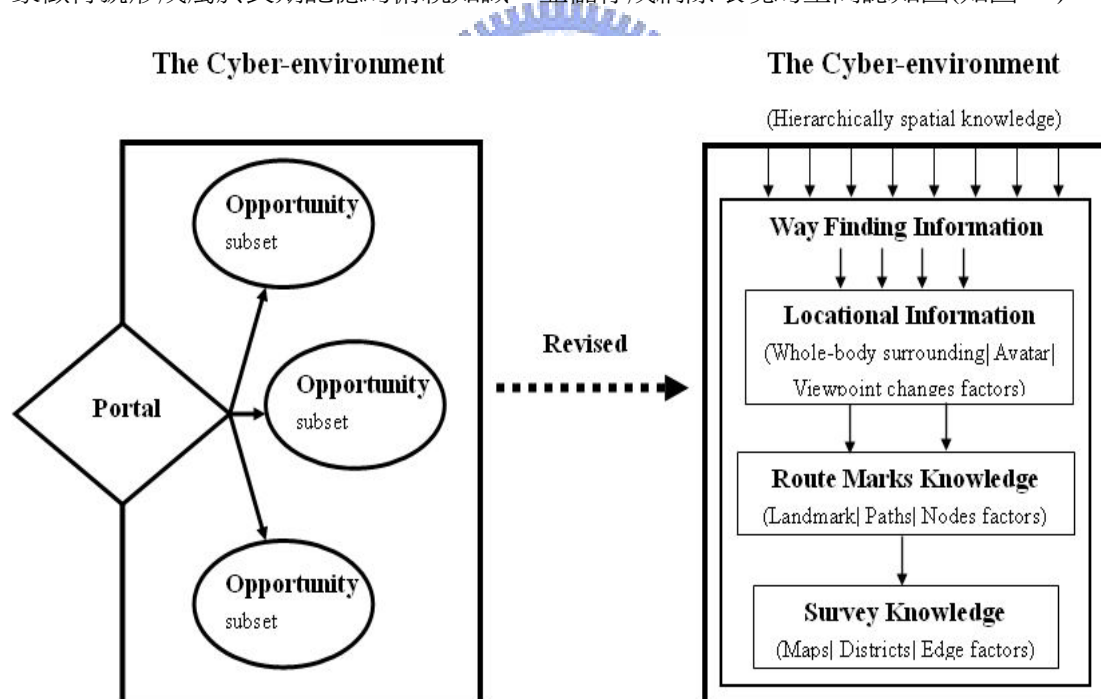 The Cyber-environment
Opportunity
subset
Opportunity
subset
Opportunity
subset
Portal
Revised
The Cyber-environment
(Hierarchically spatial knowledge)
Way Finding Information
Locational Information
(Whole-body surrounding| Avatar|
Viewpoint changes factors)
Route Marks Knowledge
(Landmark| Paths| Nodes factors)
Survey Knowledge
(Maps| Districts| Edge factors)